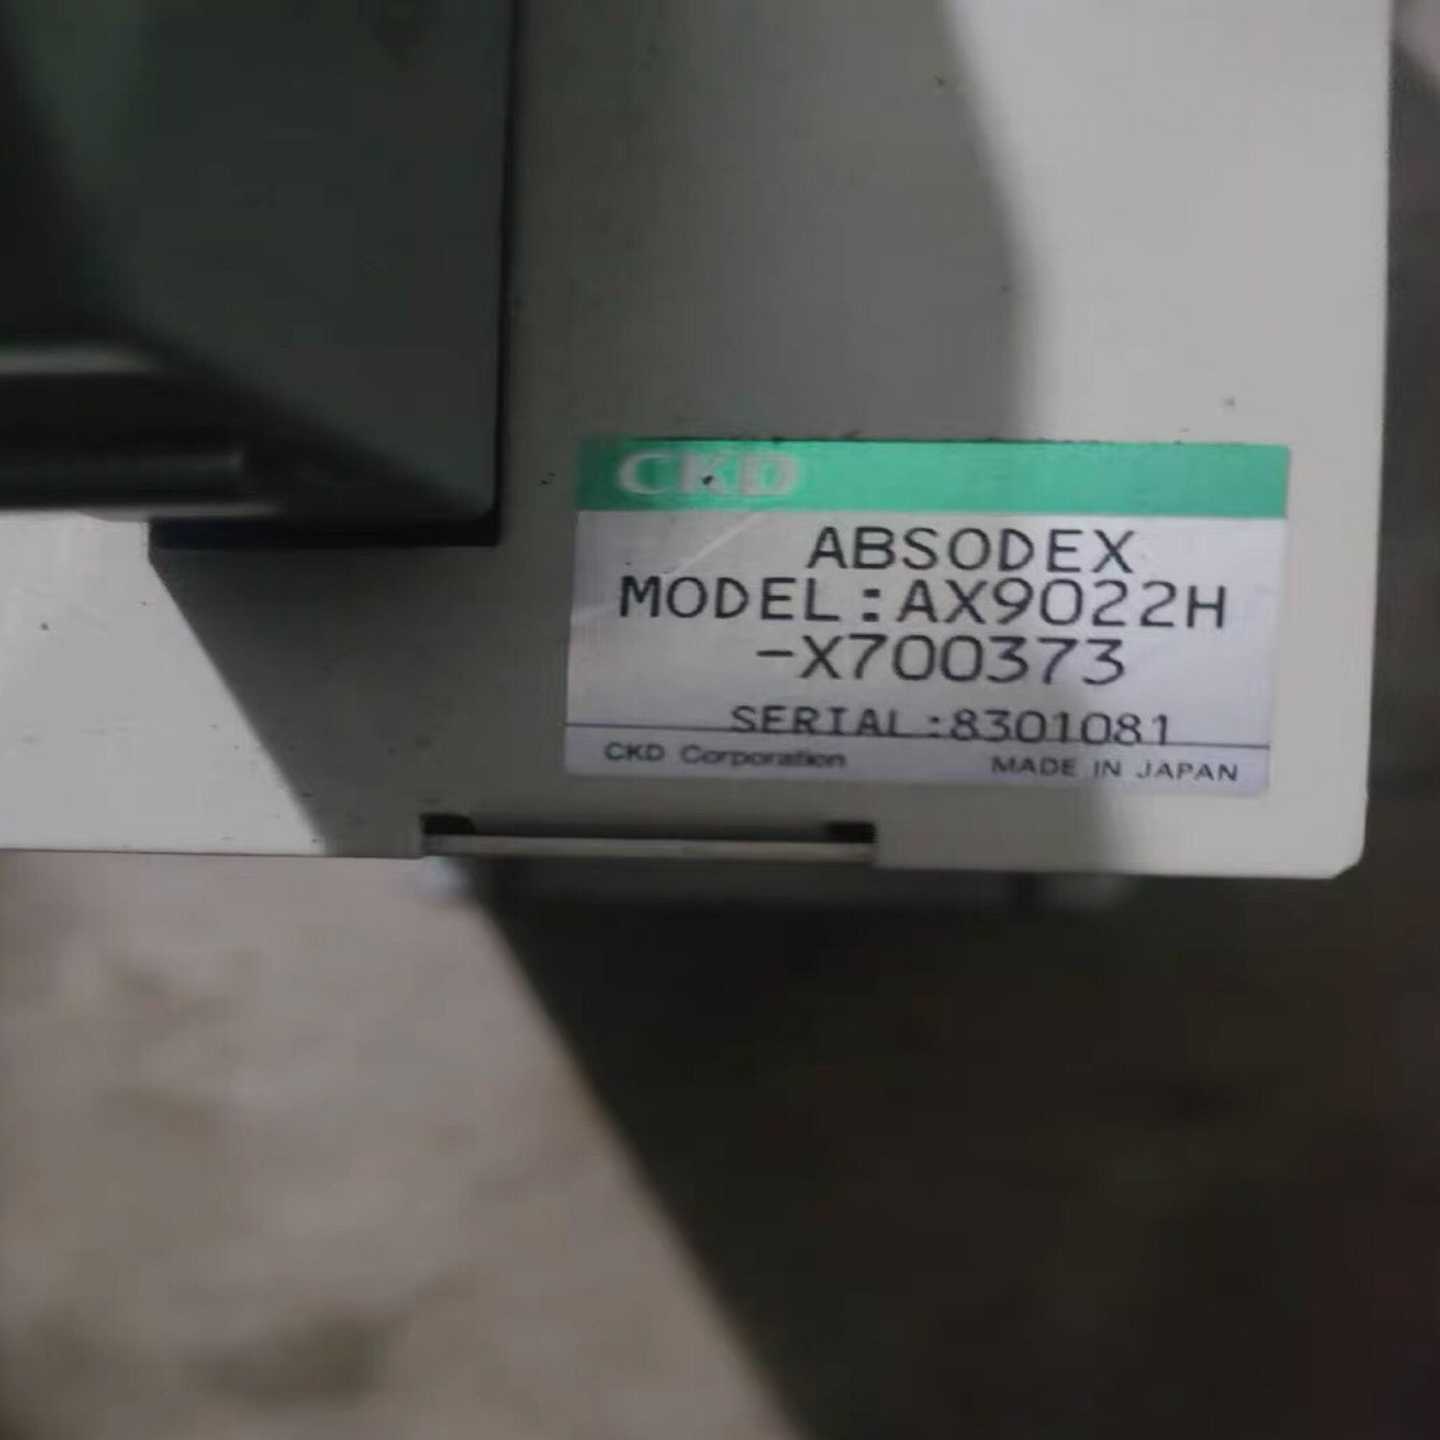 CKD
ABSODEX
MODEL:AX9022H
-X700373
SERIAL:8301081
CKD Corporation MADE IN JAPAN